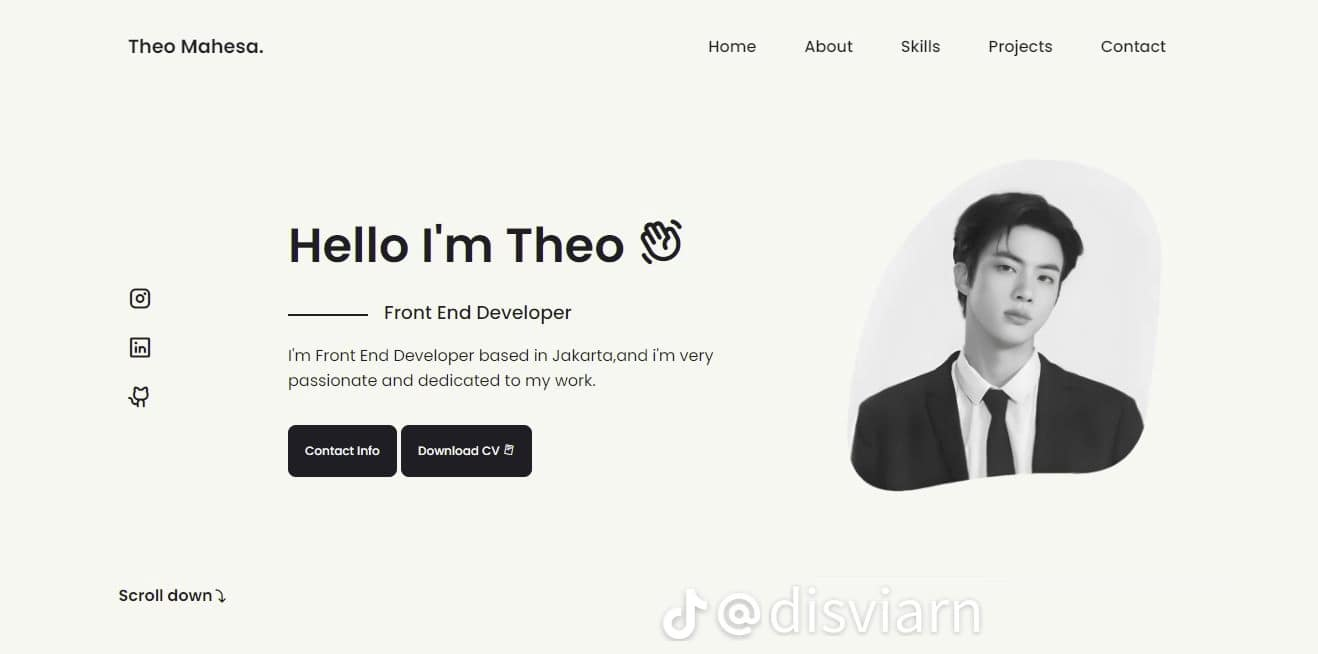 Theo Mahesa.
Home About Skills Projects Contact
Hello I'm Theo
Front End Developer
I'm Front End Developer based in Jakarta,and i'm very
passionate and dedicated to my work.
Contact Info
Download CV
Scroll down
@disviarn